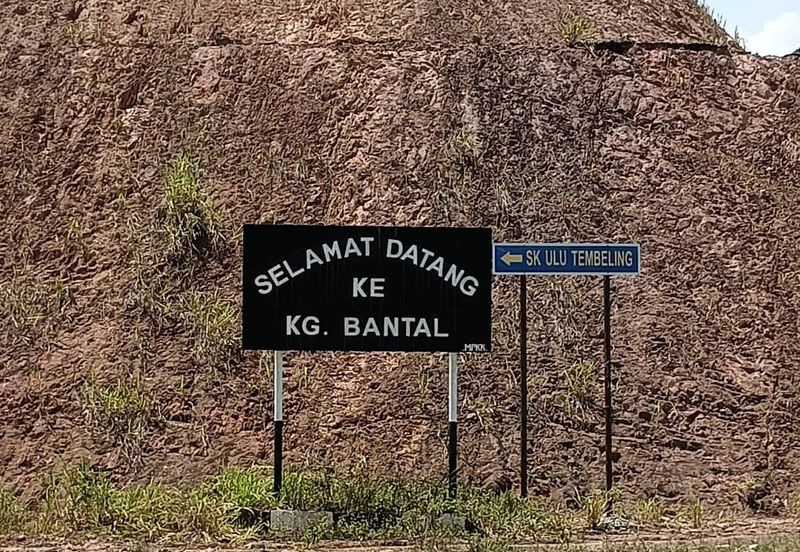 SELAMAT DATANG
KE
KG. BANTAL
MPKK
SK ULU TEMBELING